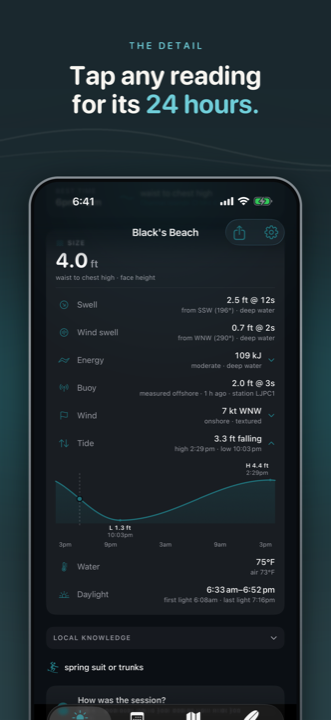 THE DETAIL
Tap any reading
for its 24 hours.
6:41
Black's Beach
SIZE
4.0 ft
waist to chest high · face height
Swell
2.5 ft @ 12s
from SSW (196°) · deep water
Wind swell
0.7 ft @ 2s
from WNW (290°) · deep water
Energy
109 kJ
moderate · deep water
Buoy
2.0 ft @ 3s
measured offshore · 1 h ago · station LJPC1
Wind
7 kt WNW
onshore · textured
Tide
3.3 ft falling
high 2:29pm · low 10:03pm
H 4.4 ft
2:29pm
L 1.3 ft
10:03pm
3pm 9pm 3am 9am 3pm
Water
75°F
air 73°F
Daylight
6:33am–6:52pm
first light 6:08am · last light 7:16pm
LOCAL KNOWLEDGE
spring suit or trunks
How was the session?